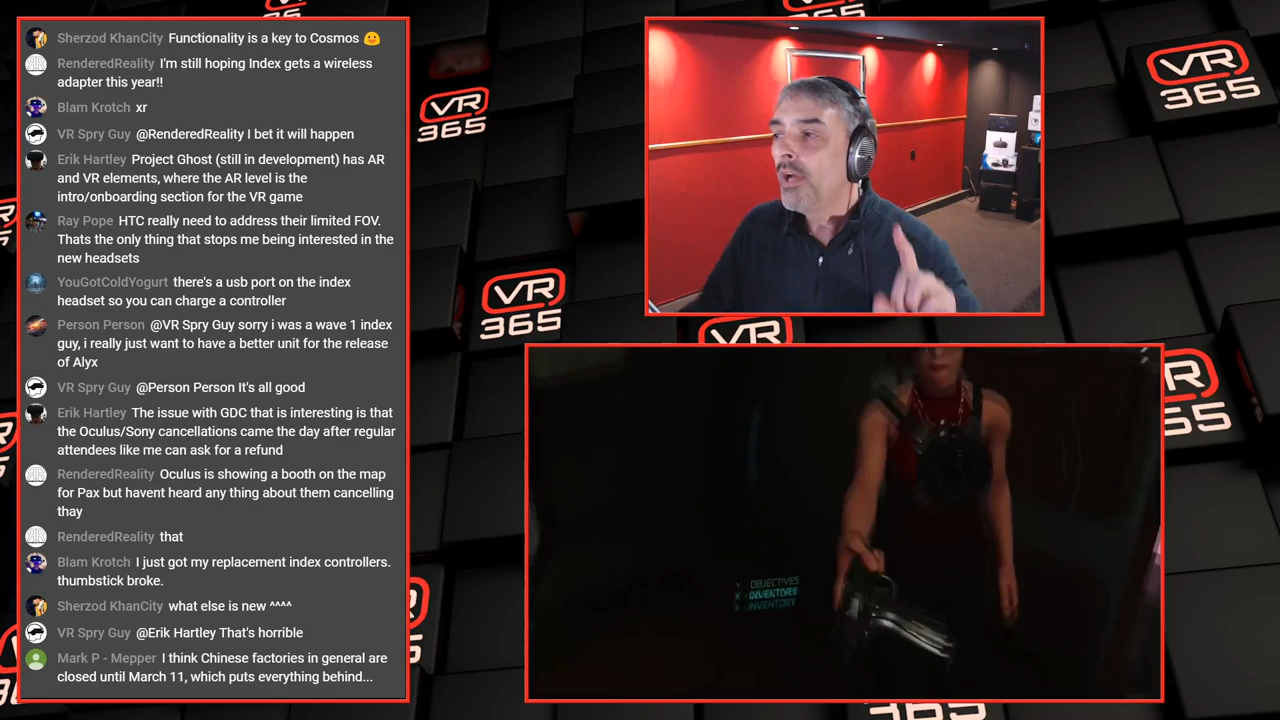 Sherzod KhanCity Functionality is a key to Cosmos
RenderedReality I'm still hoping Index gets a wireless
adapter this year!!
Blam Krotch xr
VR Spry Guy @RenderedReality I bet it will happen
Erik Hartley Project Ghost (still in development) has AR
and VR elements, where the AR level is the
intro/onboarding section for the VR game
Ray Pope HTC really need to address their limited FOV.
Thats the only thing that stops me being interested in the
new headsets
YouGotColdYogurt there's a usb port on the index
headset so you can charge a controller
Person Person @VR Spry Guy sorry i was a wave 1 index
guy, i really just want to have a better unit for the release
of Alyx
VR Spry Guy @Person Person It's all good
Erik Hartley The issue with GDC that is interesting is that
the Oculus/Sony cancellations came the day after regular
attendees like me can ask for a refund
RenderedReality Oculus is showing a booth on the map
for Pax but havent heard any thing about them cancelling
thay
RenderedReality that
Blam Krotch I just got my replacement index controllers.
thumbstick broke.
Sherzod KhanCity what else is new ^^^^
VR Spry Guy @Erik Hartley That's horrible
Mark P - Mepper I think Chinese factories in general are
closed until March 11, which puts everything behind...
VR
365
VR
365
VR
365
VR
365
Y OBJECTIVES
X
X INVENTORY